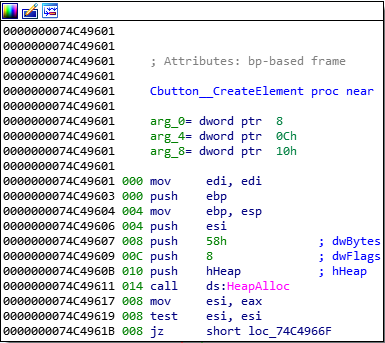 0000000074C49601
0000000074C49601
0000000074C49601 ; Attributes: bp-based frame
0000000074C49601
0000000074C49601 Cbutton__CreateElement proc near
0000000074C49601
0000000074C49601 arg_0= dword ptr 8
0000000074C49601 arg_4= dword ptr 0Ch
0000000074C49601 arg_8= dword ptr 10h
0000000074C49601
0000000074C49601 000 mov edi, edi
0000000074C49603 000 push ebp
0000000074C49604 004 mov ebp, esp
0000000074C49606 004 push esi
0000000074C49607 008 push 58h ; dwBytes
0000000074C49609 00C push 8 ; dwFlags
0000000074C4960B 010 push hHeap ; hHeap
0000000074C49611 014 call ds:HeapAlloc
0000000074C49617 008 mov esi, eax
0000000074C49619 008 test esi, esi
0000000074C4961B 008 jz short loc_74C4966F